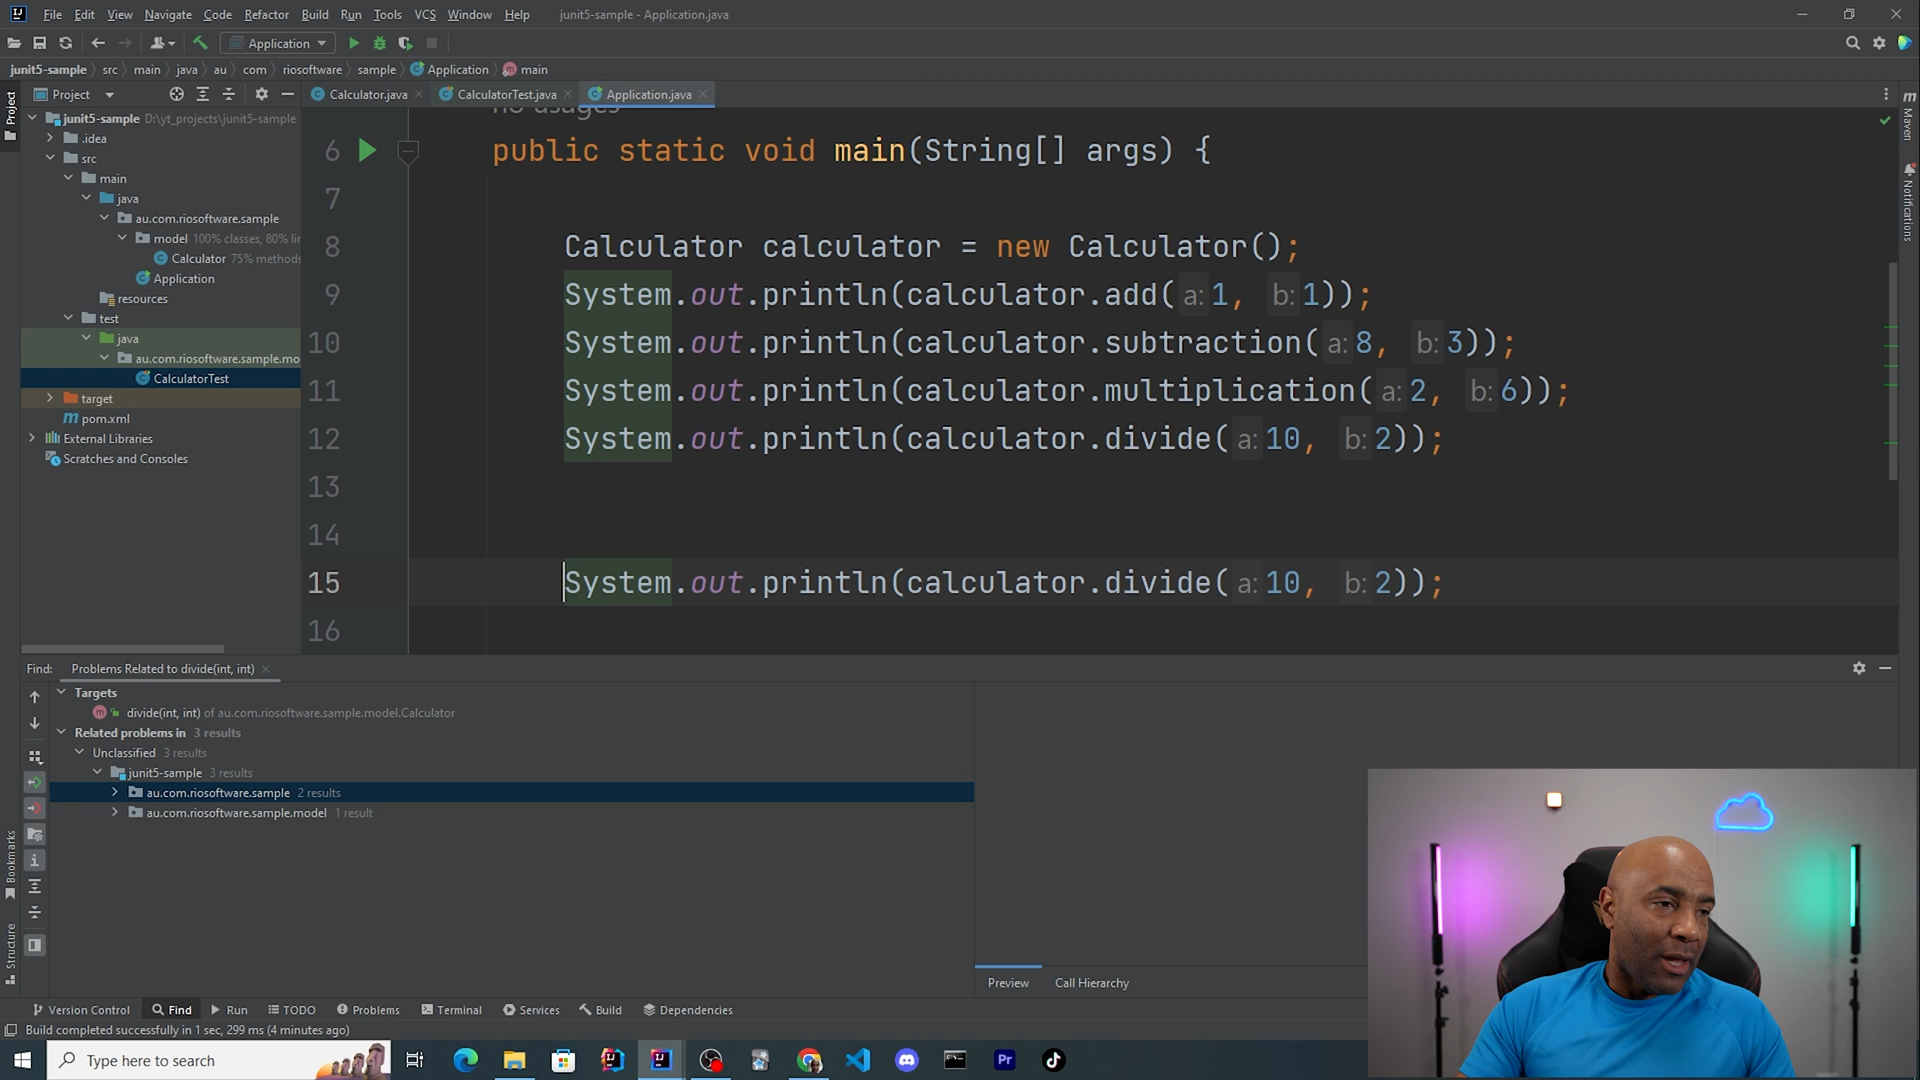 File Edit View Navigate Code Refactor Build Run Tools VCS Window Help junit5-sample - Application.java
Application
junit5-sample src main java au com riosoftware sample Application main
Project
Calculator.java CalculatorTest.java Application.java
junit5-sample D:\yt_projects\junit5-sample
.idea
src
main
java
au.com.riosoftware.sample
model 100% classes, 80% lin
Calculator 75% methods
Application
resources
test
java
au.com.riosoftware.sample.mo
CalculatorTest
target
pom.xml
External Libraries
Scratches and Consoles
Project
Bookmarks
Structure
Maven
Notifications
no usages
6 public static void main(String[] args) {
7
8 Calculator calculator = new Calculator();
9 System.out.println(calculator.add( a: 1, b: 1));
10 System.out.println(calculator.subtraction( a: 8, b: 3));
11 System.out.println(calculator.multiplication( a: 2, b: 6));
12 System.out.println(calculator.divide( a: 10, b: 2));
13
14
15 System.out.println(calculator.divide( a: 10, b: 2));
16
Find: Problems Related to divide(int, int)
Targets
divide(int, int) of au.com.riosoftware.sample.model.Calculator
Related problems in 3 results
Unclassified 3 results
junit5-sample 3 results
au.com.riosoftware.sample 2 results
au.com.riosoftware.sample.model 1 result
Preview Call Hierarchy
Version Control Find Run TODO Problems Terminal Services Build Dependencies
Build completed successfully in 1 sec, 299 ms (4 minutes ago)
Type here to search
Pr